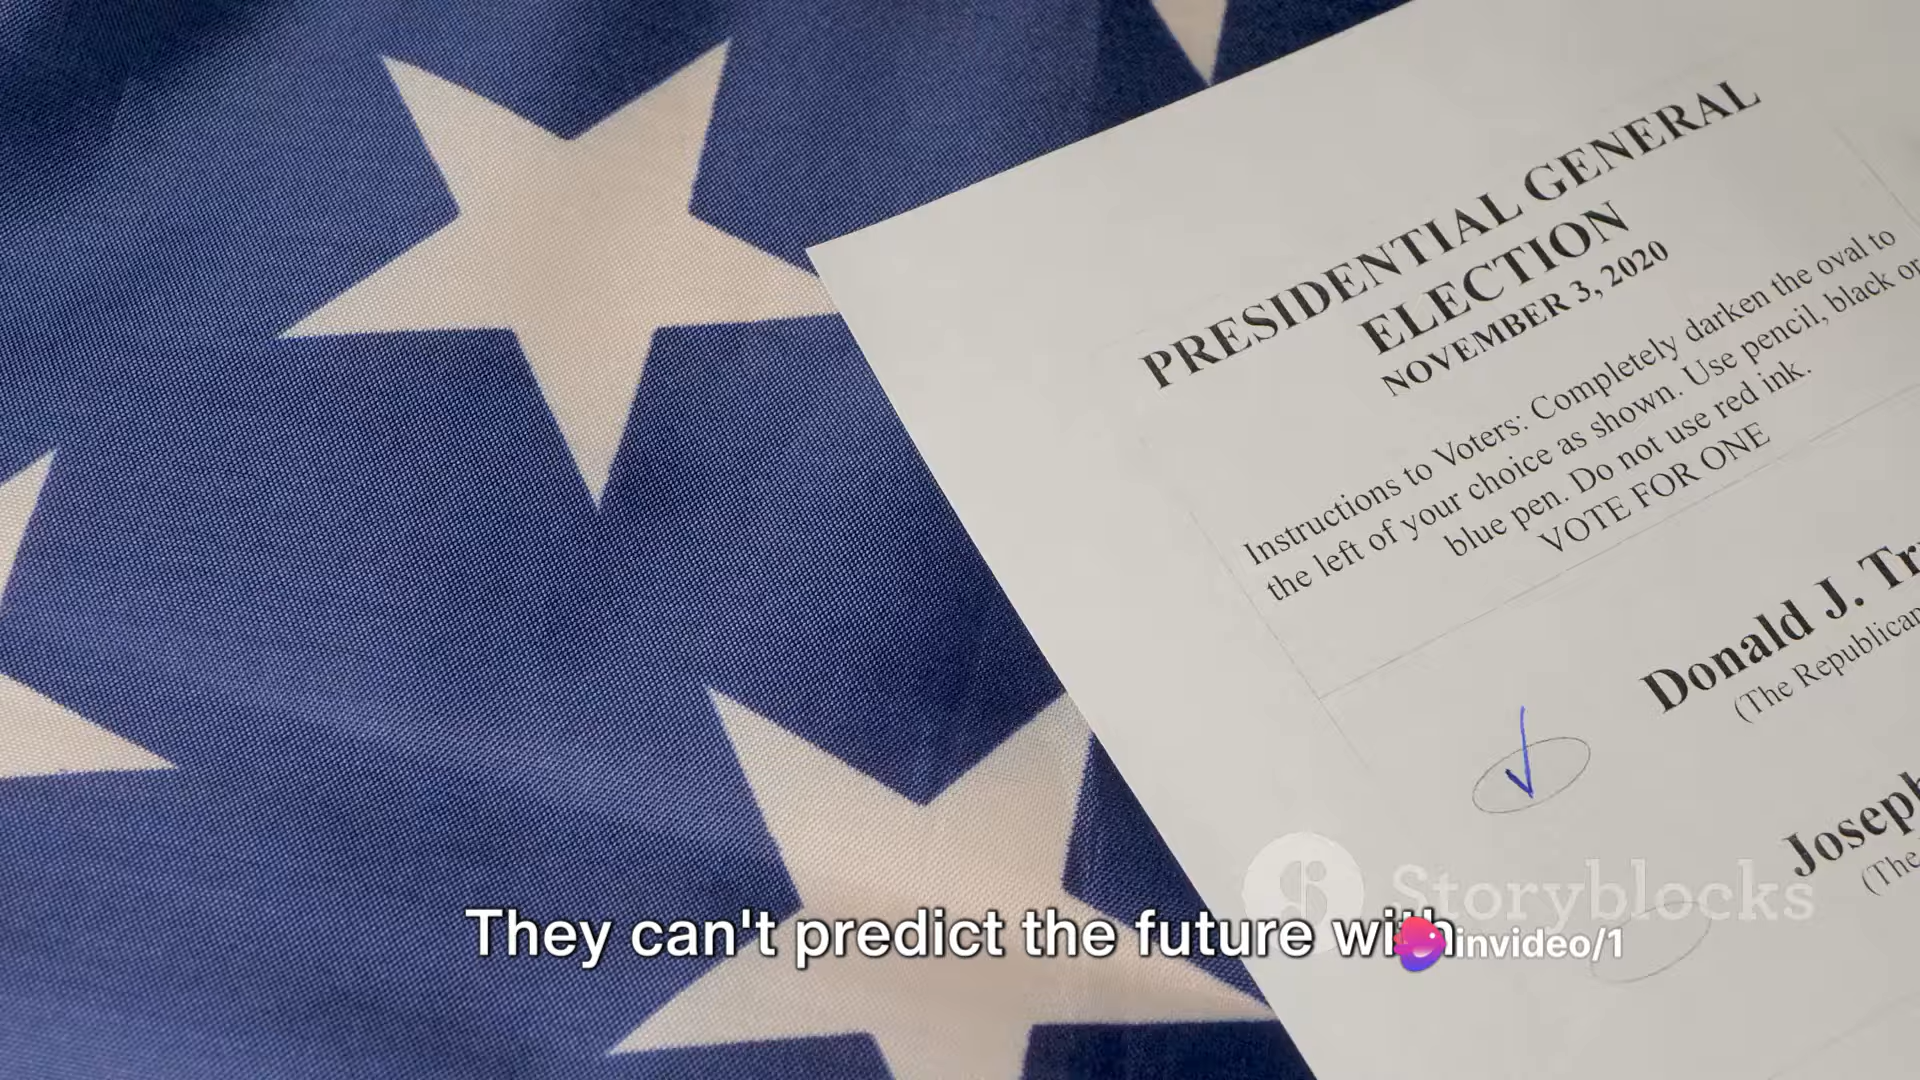 PRESIDENTIAL GENERAL
ELECTION
NOVEMBER 3, 2020
Instructions to Voters: Completely darken the oval to
the left of your choice as shown. Use pencil, black or
blue pen. Do not use red ink.
VOTE FOR ONE
Donald J.
(The Republican
Joseph
(The
Storyblocks
They can't predict the future with
invideo/1